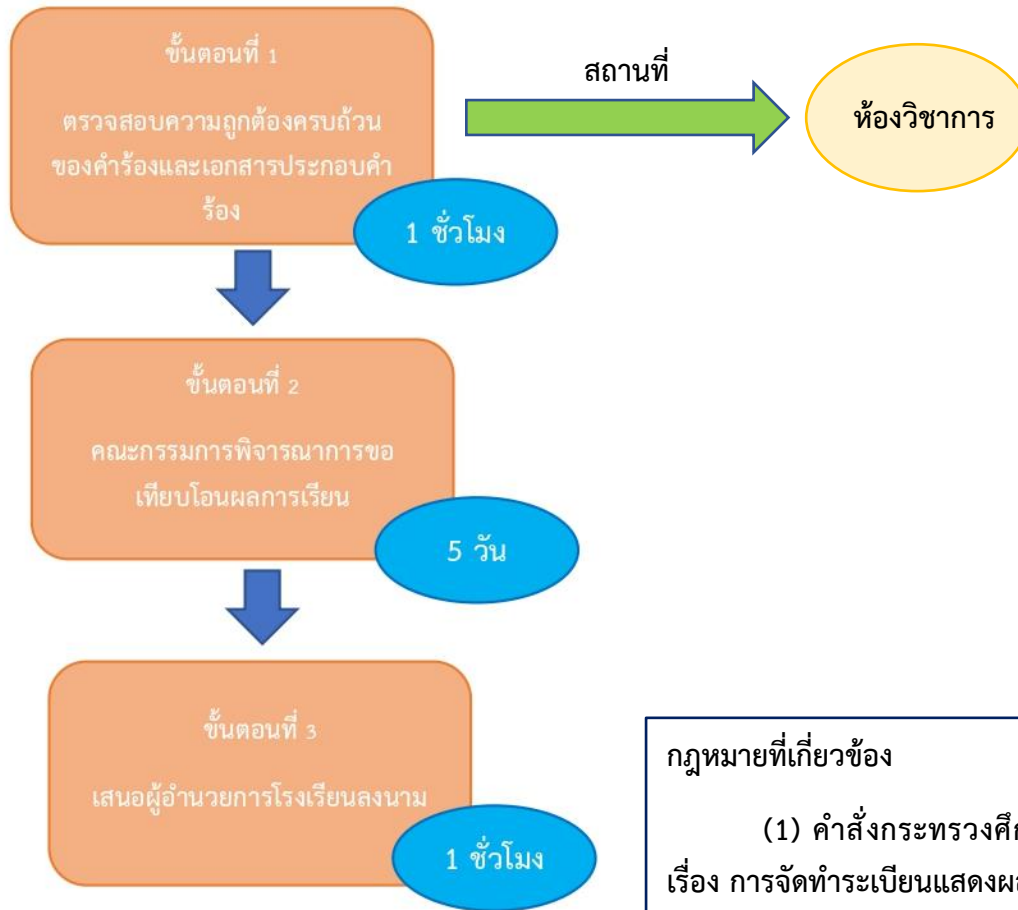 ขั้นตอนที่ 1
ตรวจสอบความถูกต้องครบถ้วน
ของคำร้องและเอกสารประกอบคำ
ร้อง
1 ชั่วโมง
สถานที่
ห้องวิชาการ
ขั้นตอนที่ 2
คณะกรรมการพิจารณาการขอ
เทียบโอนผลการเรียน
5 วัน
ขั้นตอนที่ 3
เสนอผู้อำนวยการโรงเรียนลงนาม
1 ชั่วโมง
กฎหมายที่เกี่ยวข้อง
(1) คำสั่งกระทรวง
เรื่อง การจัดทำระเบียนแสดง